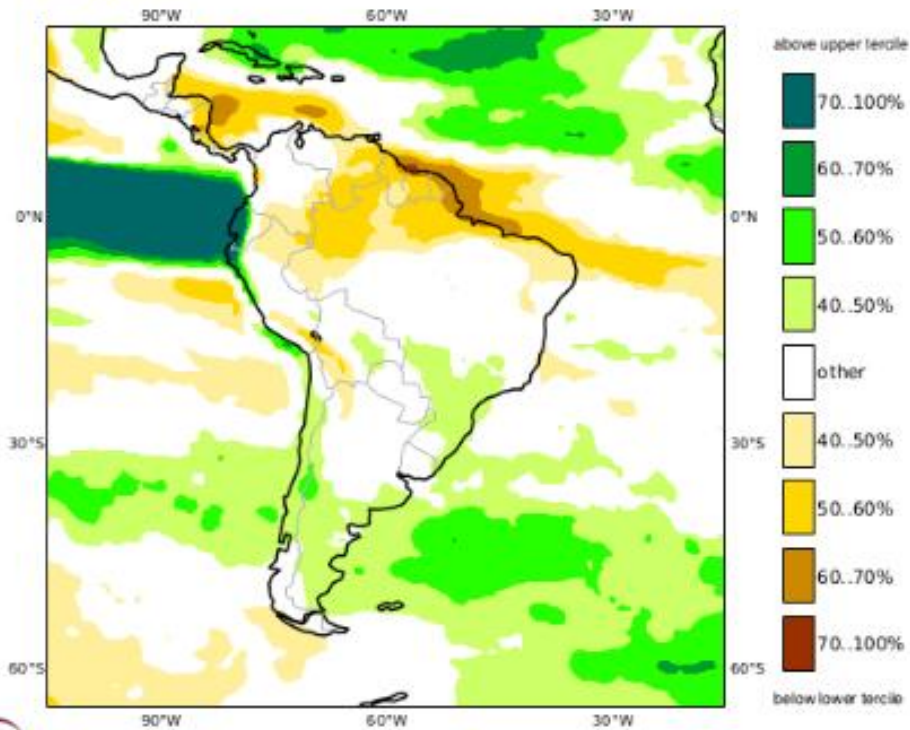 90°W 60°W 30°W
above upper tercile
70..100%
60..70%
50..60%
0°N 0°N
40..50%
other
40..50%
30°S 30°S
50..60%
60..70%
70..100%
60°S 60°S
below lower tercile
90°W 60°W 30°W